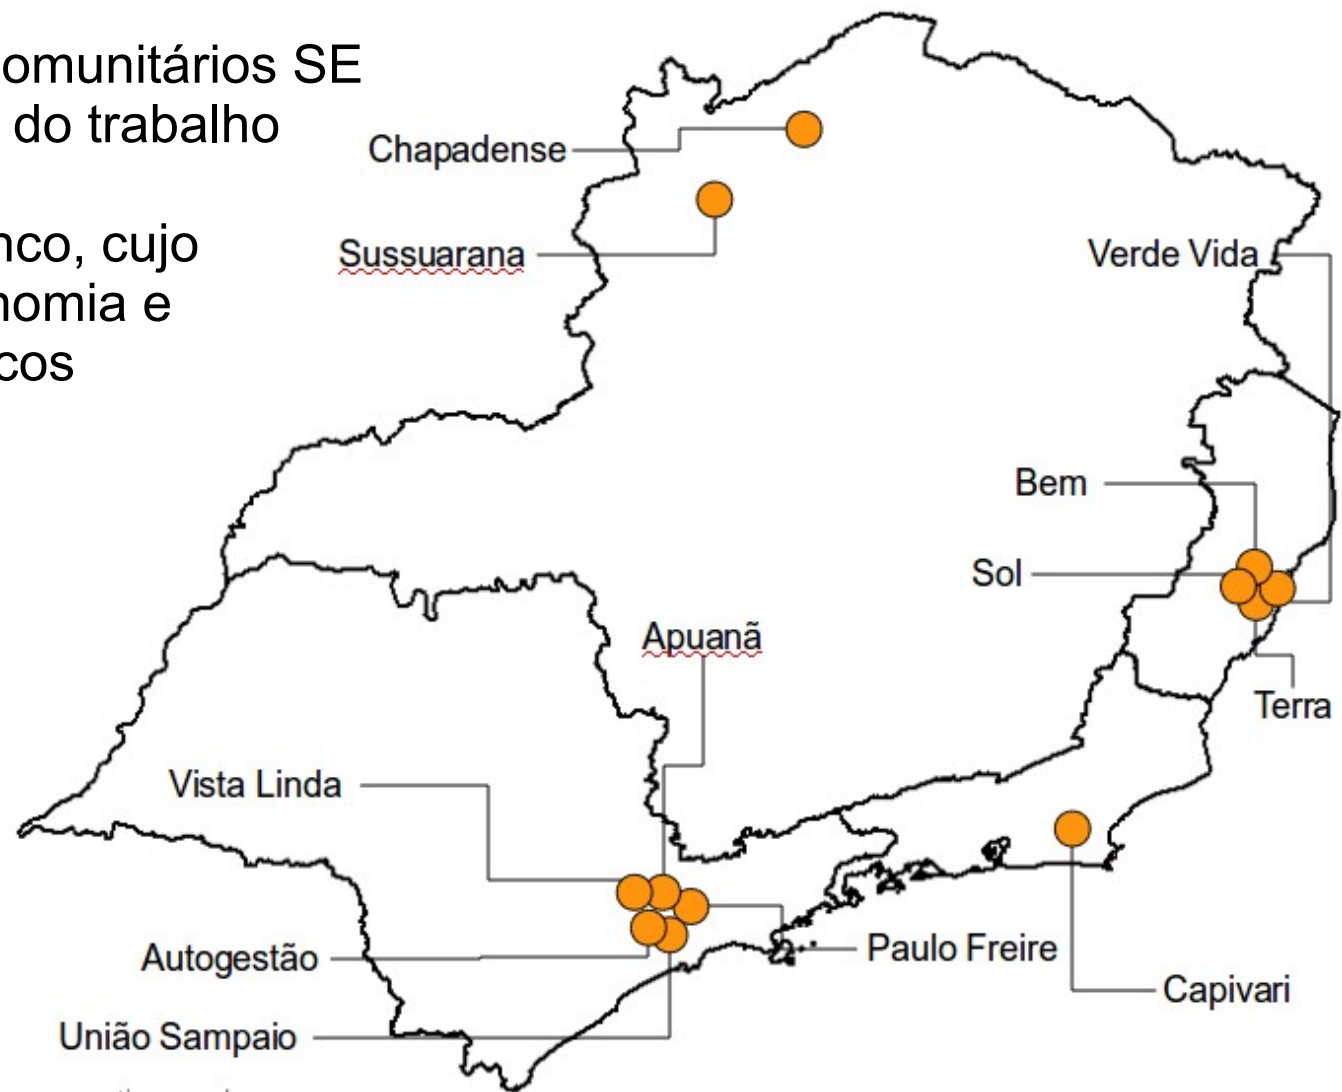 omunitários SE
do trabalho
nco, cujo
nomia e
cos
Chapadense
Sussuarana
Verde Vida
Bem
Sol
Apuanã
Terra
Vista Linda
Autogestão
Paulo Freire
Capivari
União Sampaio